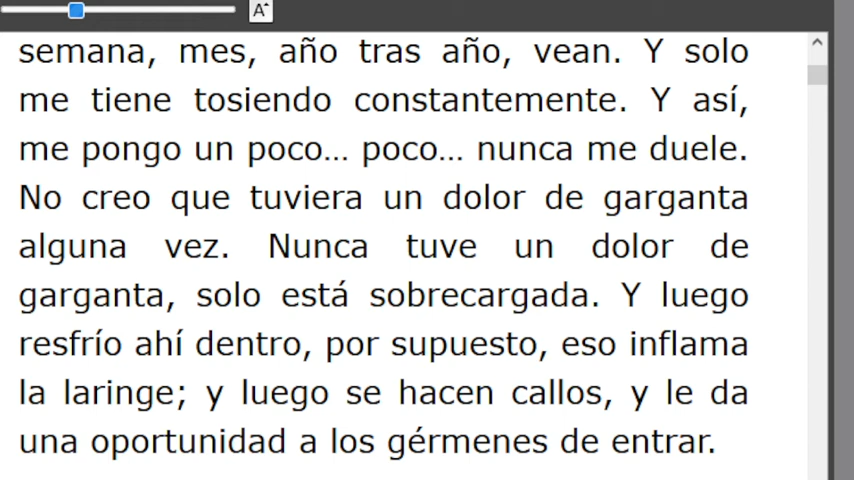 A
semana, mes, año tras año, vean. Y solo
me tiene tosiendo constantemente. Y así,
me pongo un poco... poco... nunca me duele.
No creo que tuviera un dolor de garganta
alguna vez. Nunca tuve un dolor de
garganta, solo está sobrecargada. Y luego
resfrío ahí dentro, por supuesto, eso inflama
la laringe; y luego se hacen callos, y le da
una oportunidad a los gérmenes de entrar.